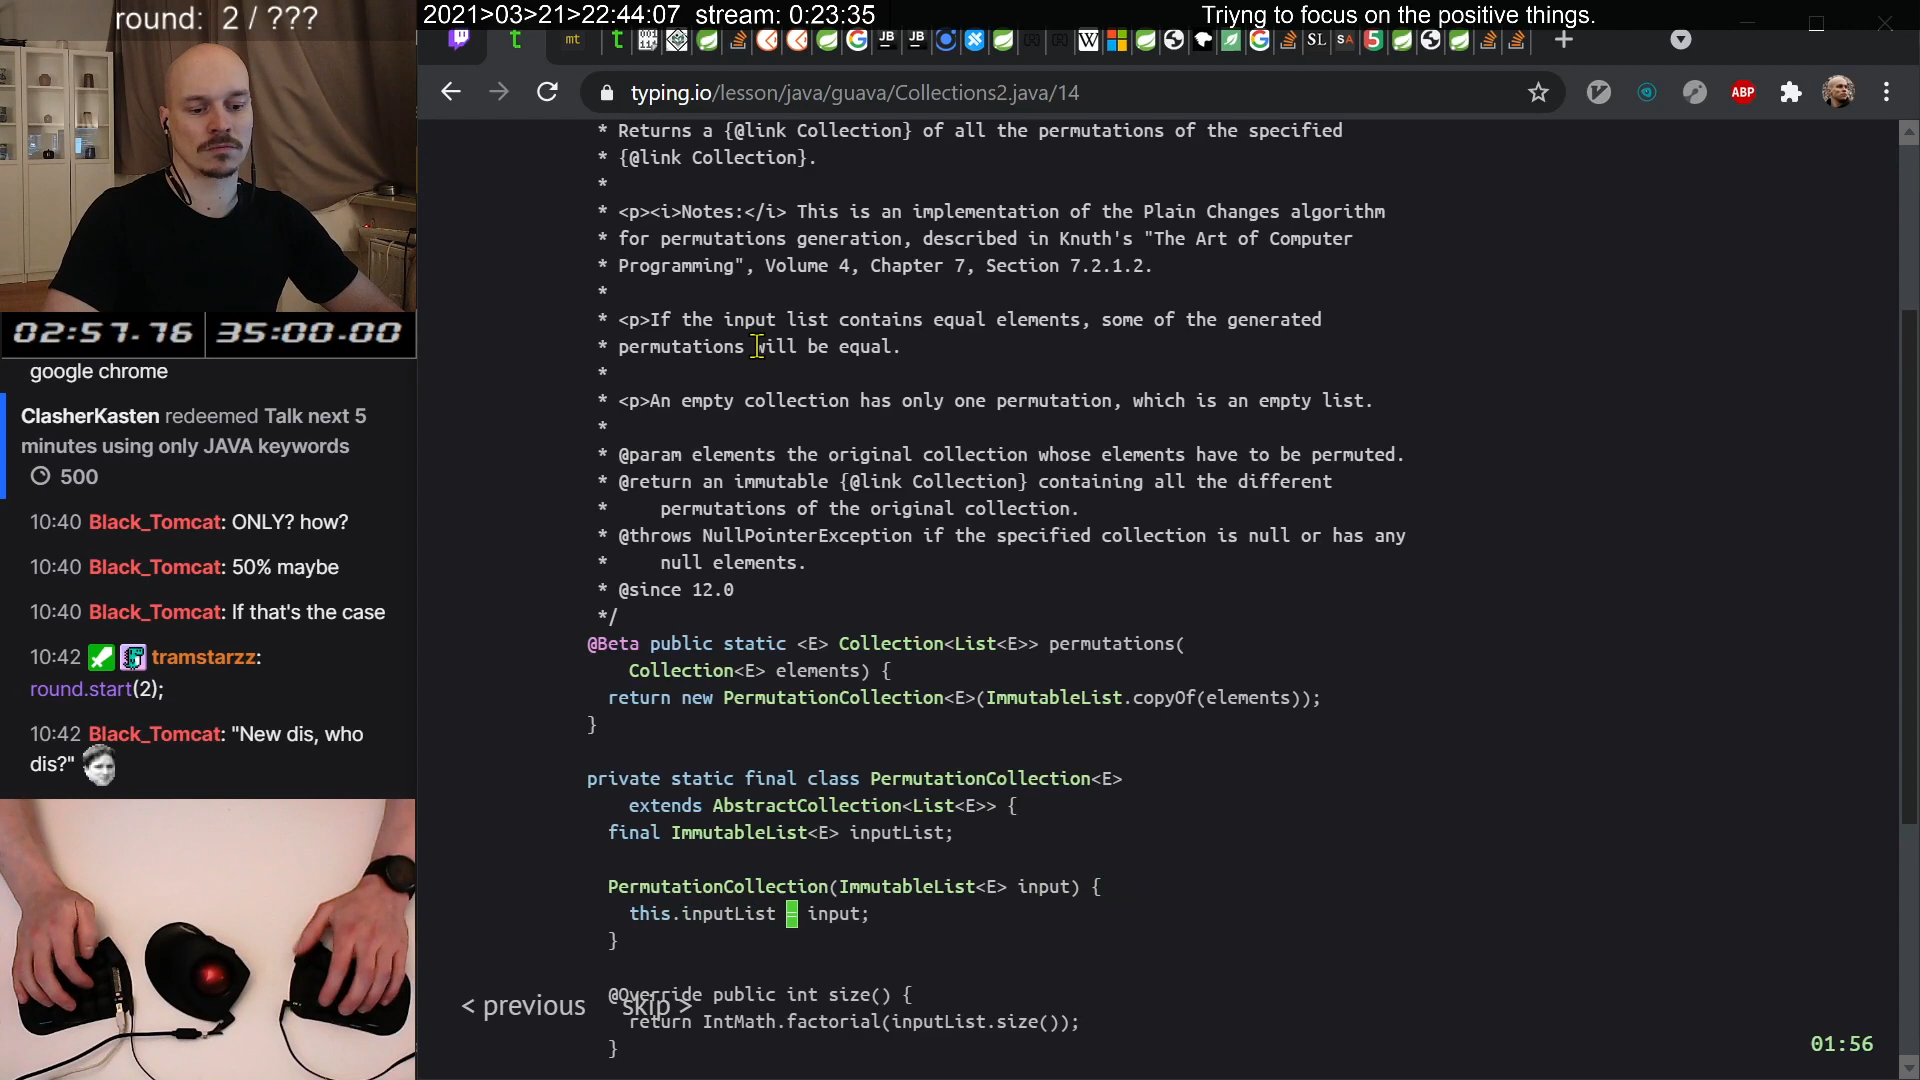 round: 2 / ???
2021>03>21>22:44:07 stream: 0:23:35
Triyng to focus on the positive things.
typing.io/lesson/java/guava/Collections2.java/14
* Returns a {@link Collection} of all the permutations of the specified
* {@link Collection}.
*
* <p><i>Notes:</i> This is an implementation of the Plain Changes algorithm
* for permutations generation, described in Knuth's "The Art of Computer
* Programming", Volume 4, Chapter 7, Section 7.2.1.2.
*
* <p>If the input list contains equal elements, some of the generated
* permutations will be equal.
*
* <p>An empty collection has only one permutation, which is an empty list.
*
* @param elements the original collection whose elements have to be permuted.
* @return an immutable {@link Collection} containing all the different
*     permutations of the original collection.
* @throws NullPointerException if the specified collection is null or has any
*     null elements.
* @since 12.0
*/
@Beta public static <E> Collection<List<E>> permutations(
Collection<E> elements) {
return new PermutationCollection<E>(ImmutableList.copyOf(elements));
}
private static final class PermutationCollection<E>
extends AbstractCollection<List<E>> {
final ImmutableList<E> inputList;
PermutationCollection(ImmutableList<E> input) {
this.inputList = input;
}
@Override public int size() {
return IntMath.factorial(inputList.size());
}
< previous
skip >
01:56
02:57.76
35:00.00
google chrome
ClasherKasten redeemed Talk next 5
minutes using only JAVA keywords
500
10:40 Black_Tomcat: ONLY? how?
10:40 Black_Tomcat: 50% maybe
10:40 Black_Tomcat: If that's the case
10:42 tramstarzz:
round.start(2);
10:42 Black_Tomcat: "New dis, who
dis?"
ABP
mt
JB
JB
W
SL
SA